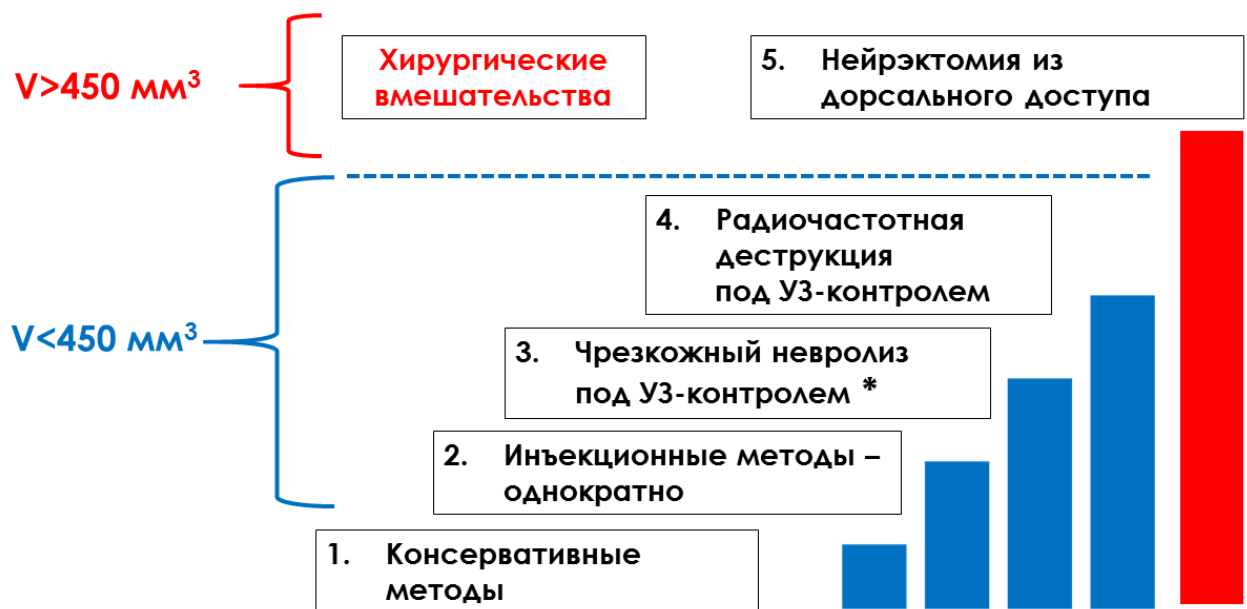 V>450 мм³
Хирургические
вмешательства
5. Нейрэктомия из
дорсального доступа
V<450 мм³
4. Радиочастотная
деструкция
под УЗ-контролем
3. Чрезкожный невролиз
под УЗ-контролем *
2. Инъекционные методы –
однократно
1. Консервативные
методы